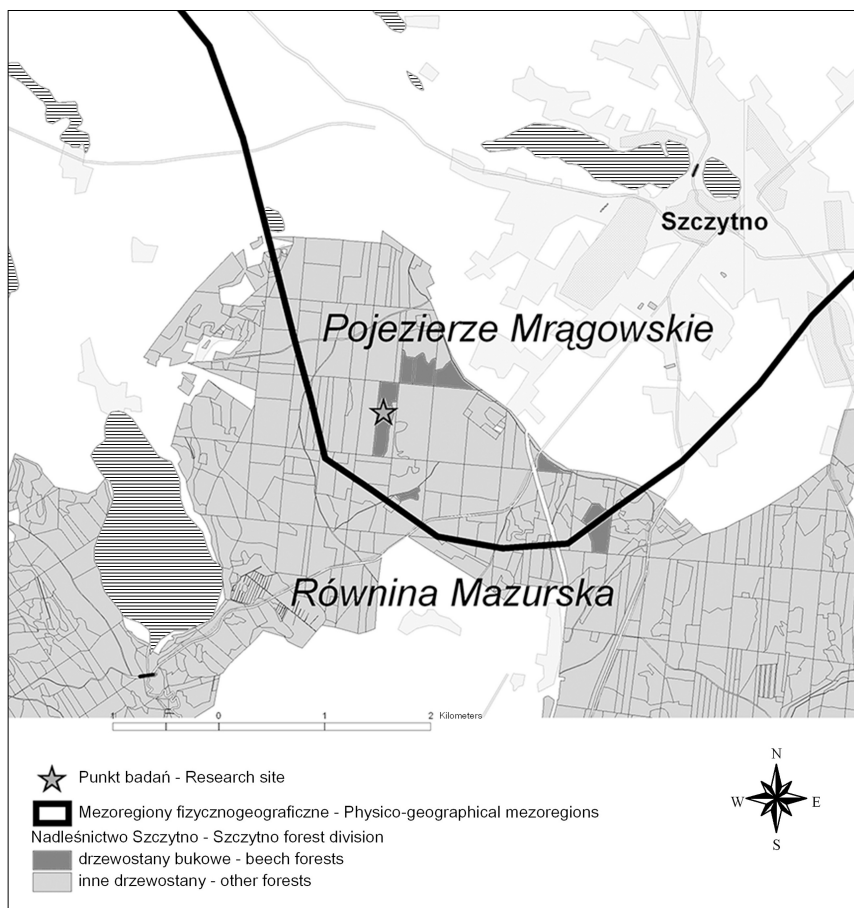 Szczytno
Pojezierze Mrągowskie
Równina Mazurska
1 0 1 2 Kilometers
Punkt badań - Research site
Mezoregiony fizycznogeograficzne - Physico-geographical mezoregions
Nadleśnictwo Szczytno - Szczytno forest division
drzewostany bukowe - beech forests
inne drzewostany - other forests
N
W E
S